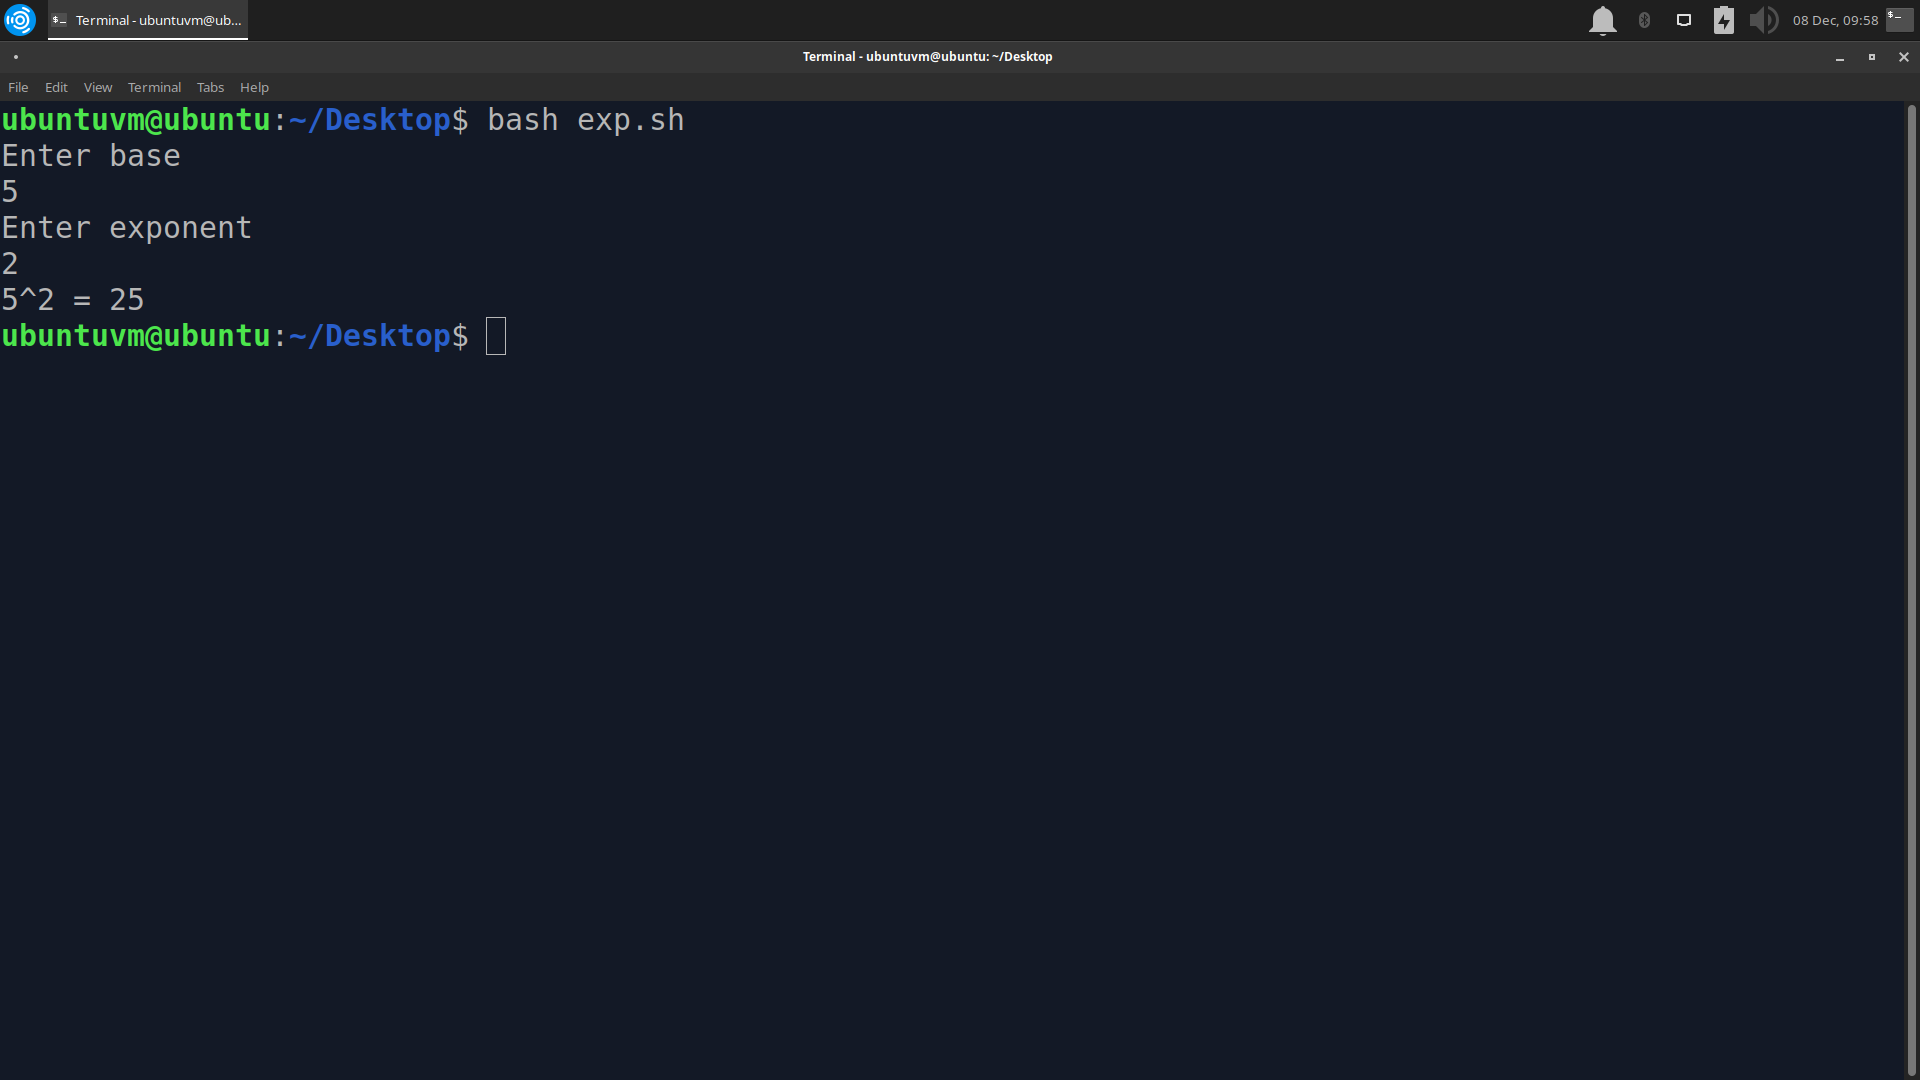 Terminal - ubuntuvm@ub...
08 Dec, 09:58
Terminal - ubuntuvm@ubuntu: ~/Desktop
File Edit View Terminal Tabs Help
ubuntuvm@ubuntu:~/Desktop$ bash exp.sh
Enter base
5
Enter exponent
2
5^2 = 25
ubuntuvm@ubuntu:~/Desktop$